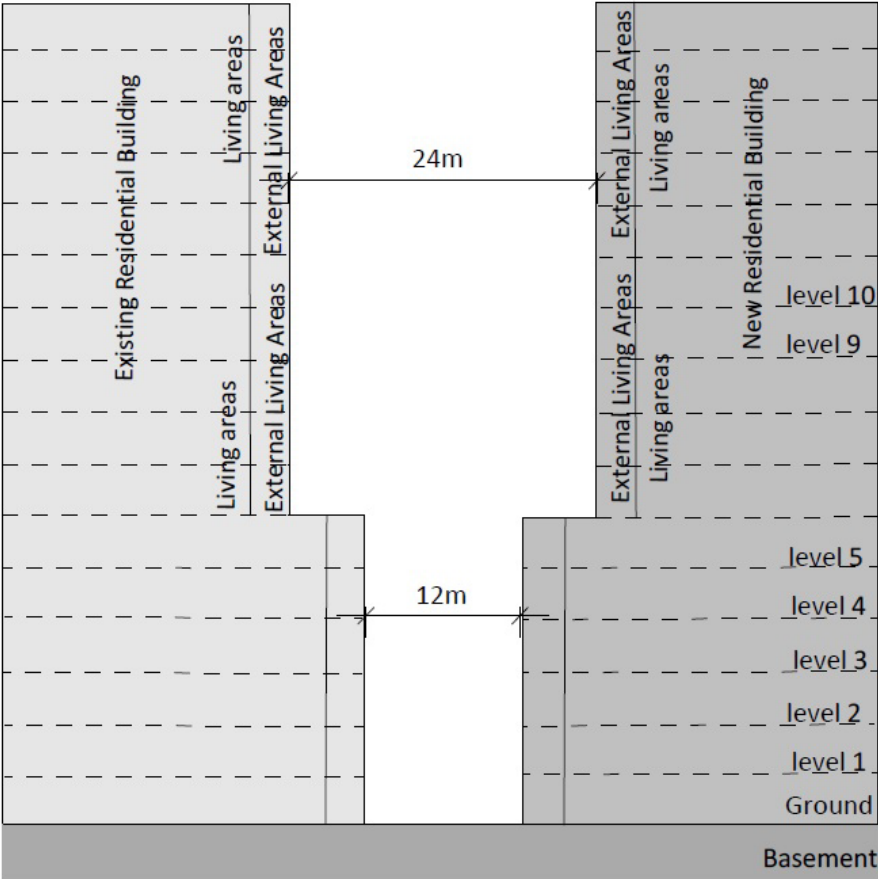 Existing Residential Building
Living areas
External Living Areas
Living areas
External Living Areas
24m
External Living Areas
Living areas
New Residential Building
External Living Areas
Living areas
level 10
level 9
12m
level 5
level 4
level 3
level 2
level 1
Ground
Basement